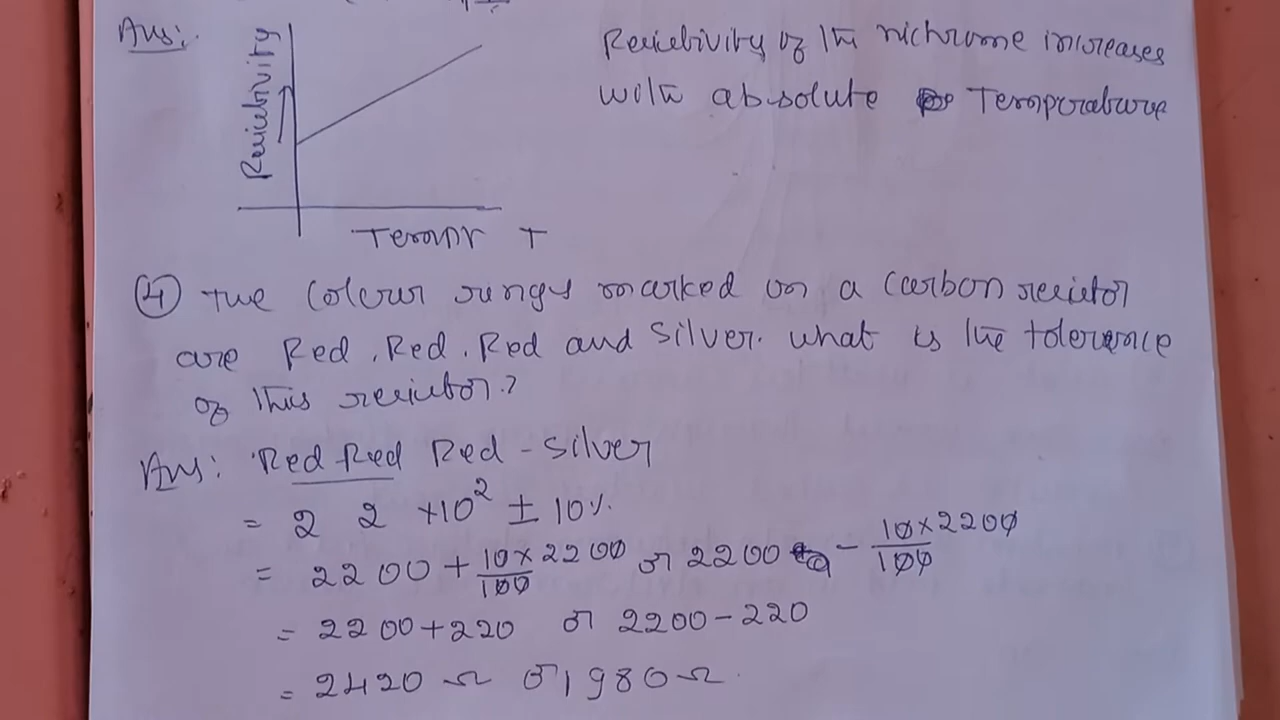 Ans:
Resistivity
Tempr T
Resistivity of the nichrome increases
with absolute Temperature
④ The Colour rings marked on a Carbon resistor
are Red, Red, Red and Silver. what is the tolerence
of this resistor?
Ans: Red Red Red - Silver
= 2 2 ×10² ± 10%
= 2200 + 10×2200/100 or 2200 - 10×2200/100
= 2200+220 or 2200-220
= 2420 Ω or 1980 Ω